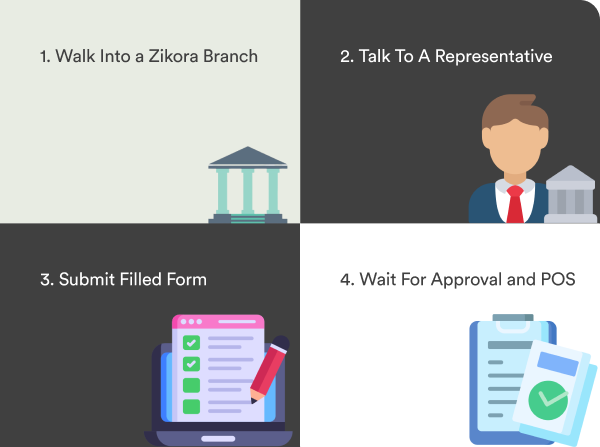 1. Walk Into a Zikora Branch
2. Talk To A Representative
3. Submit Filled Form
4. Wait For Approval and POS